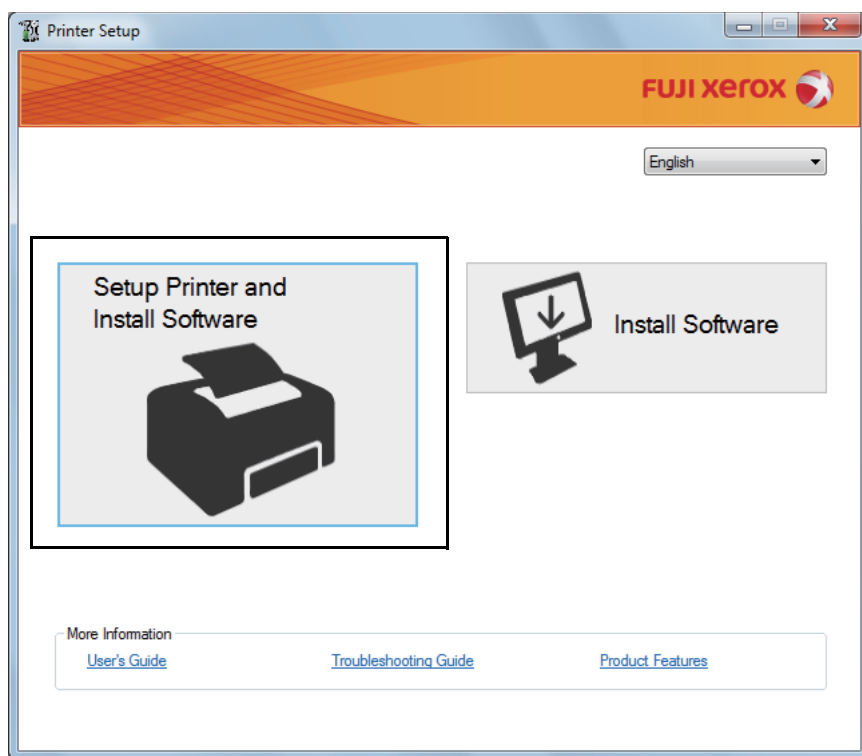 Printer Setup
FUJI xerox
English
Setup Printer and
Install Software
Install Software
More Information
User's Guide
Troubleshooting Guide
Product Features